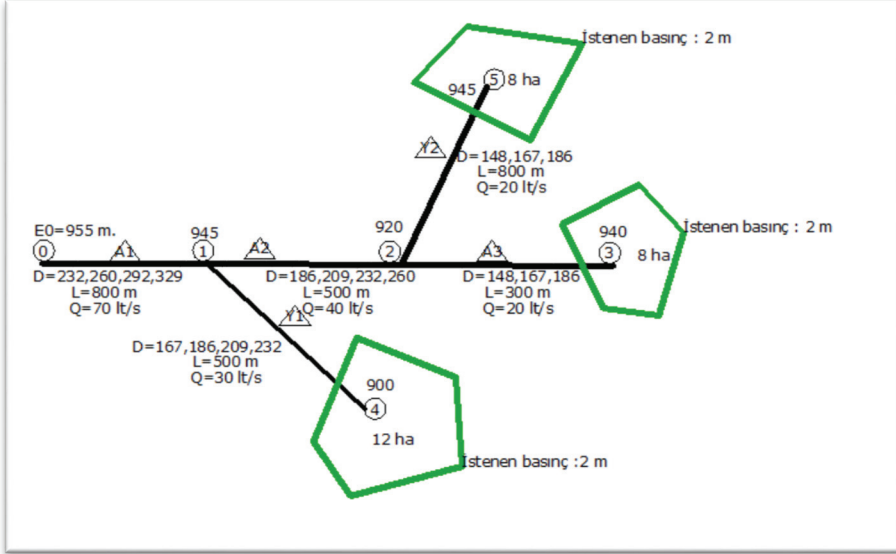 İstenen basınç : 2 m
5
8 ha
945
Y2
D=148,167,186
L=800 m
Q=20 lt/s
E0=955 m.
0
A1
945
1
A2
920
2
A3
940
3
8 ha
İstenen basınç : 2 m
D=232,260,292,329
L=800 m
Q=70 lt/s
D=186,209,232,260
L=500 m
Q=40 lt/s
D=148,167,186
L=300 m
Q=20 lt/s
Y1
D=167,186,209,232
L=500 m
Q=30 lt/s
900
4
12 ha
İstenen basınç :2 m